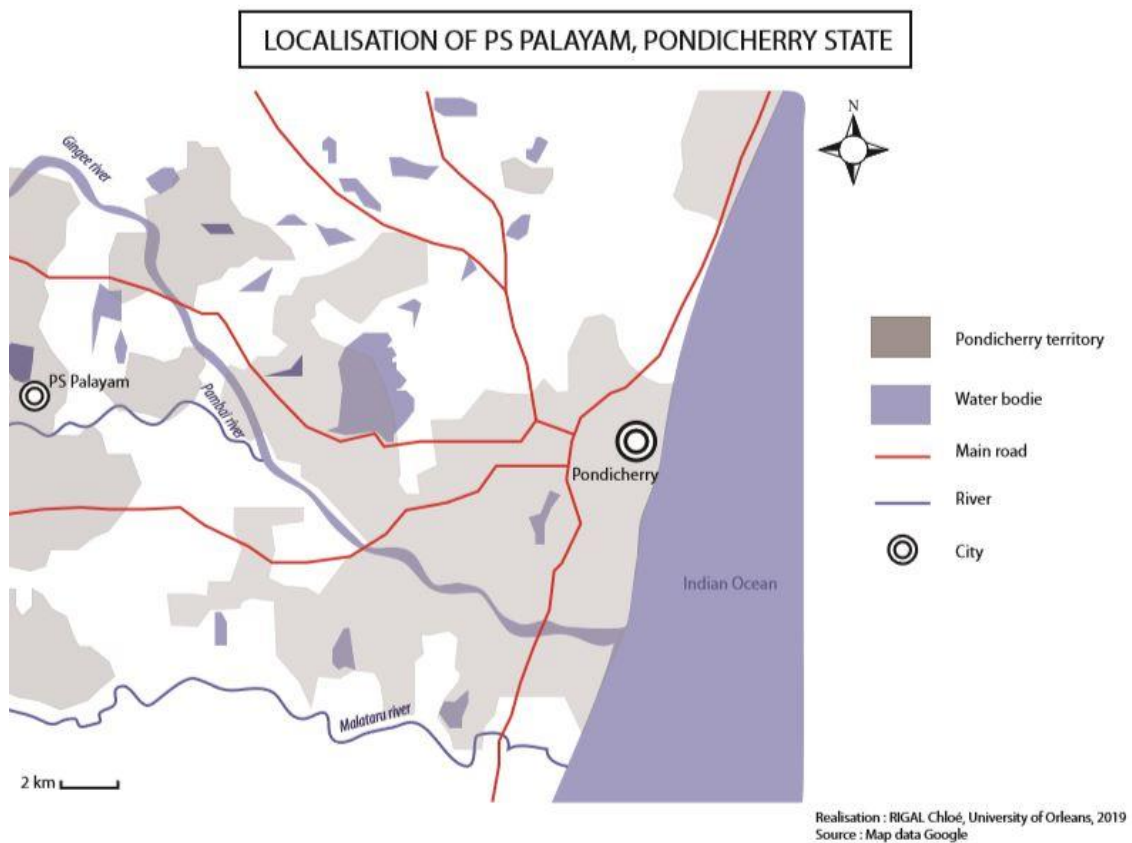 LOCALISATION OF PS PALAYAM, PONDICHERRY STATE
N
Gingee river
PS Palayam
Pambai river
Pondicherry
Indian Ocean
Malataru river
2 km
Pondicherry territory
Water bodie
Main road
River
City
Realisation : RIGAL Chloé, University of Orleans, 2019
Source : Map data Google